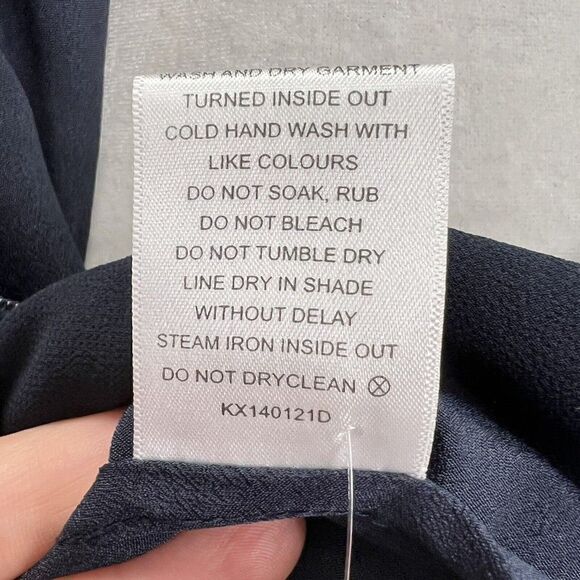 WASH AND DRY GARMENT
TURNED INSIDE OUT
COLD HAND WASH WITH
LIKE COLOURS
DO NOT SOAK, RUB
DO NOT BLEACH
DO NOT TUMBLE DRY
LINE DRY IN SHADE
WITHOUT DELAY
STEAM IRON INSIDE OUT
DO NOT DRYCLEAN
KX140121D